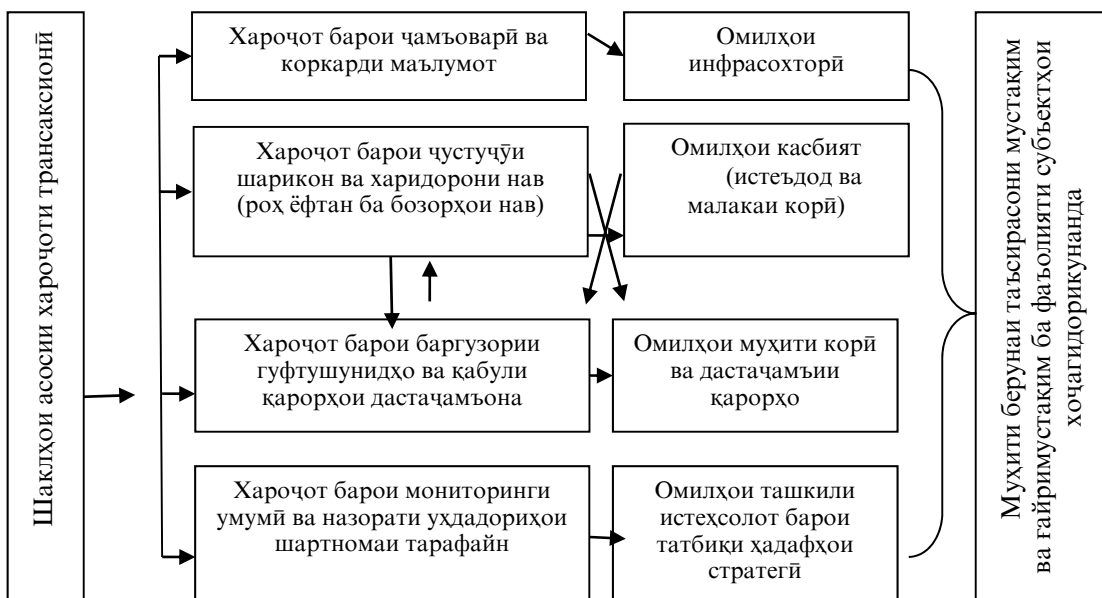 Шаклҳои асосии хароҷоти трансаксионӣ
Хароҷот барои ҷамъоварӣ ва
коркарди маълумот
Омилҳои
инфрасохторӣ
Хароҷот барои ҷустуҷӯи
шарикон ва харидорони нав
(роҳ ёфтан ба бозорҳои нав)
Омилҳои касбият
(истеъдод ва
малакаи корӣ)
Хароҷот барои баргузории
гуфтушунидҳо ва қабули
қарорҳои дастаҷамъона
Омилҳои муҳити корӣ
ва дастаҷамъии
қарорҳо
Хароҷот барои мониторинги
умумӣ ва назорати уҳдадориҳои
шартномаи тарафайн
Омилҳои ташкили
истеҳсолот барои
татбиқи ҳадафҳои
стратегӣ
Муҳити берунаи таъсирасони мустақим
ва ғайримустақим ба фаъолияти субъектҳои
хоҷагидорикунанда